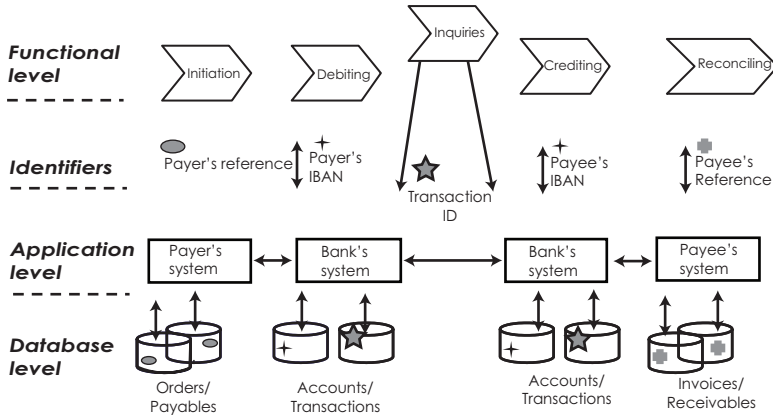 Functional
level
Initiation
Debiting
Inquiries
Crediting
Reconciling
Identifiers
Payer's reference
Payer's
IBAN
Transaction
ID
Payee's
IBAN
Payee's
Reference
Application
level
Payer's
system
Bank's
system
Bank's
system
Payee's
system
Database
level
Orders/
Payables
Accounts/
Transactions
Accounts/
Transactions
Invoices/
Receivables